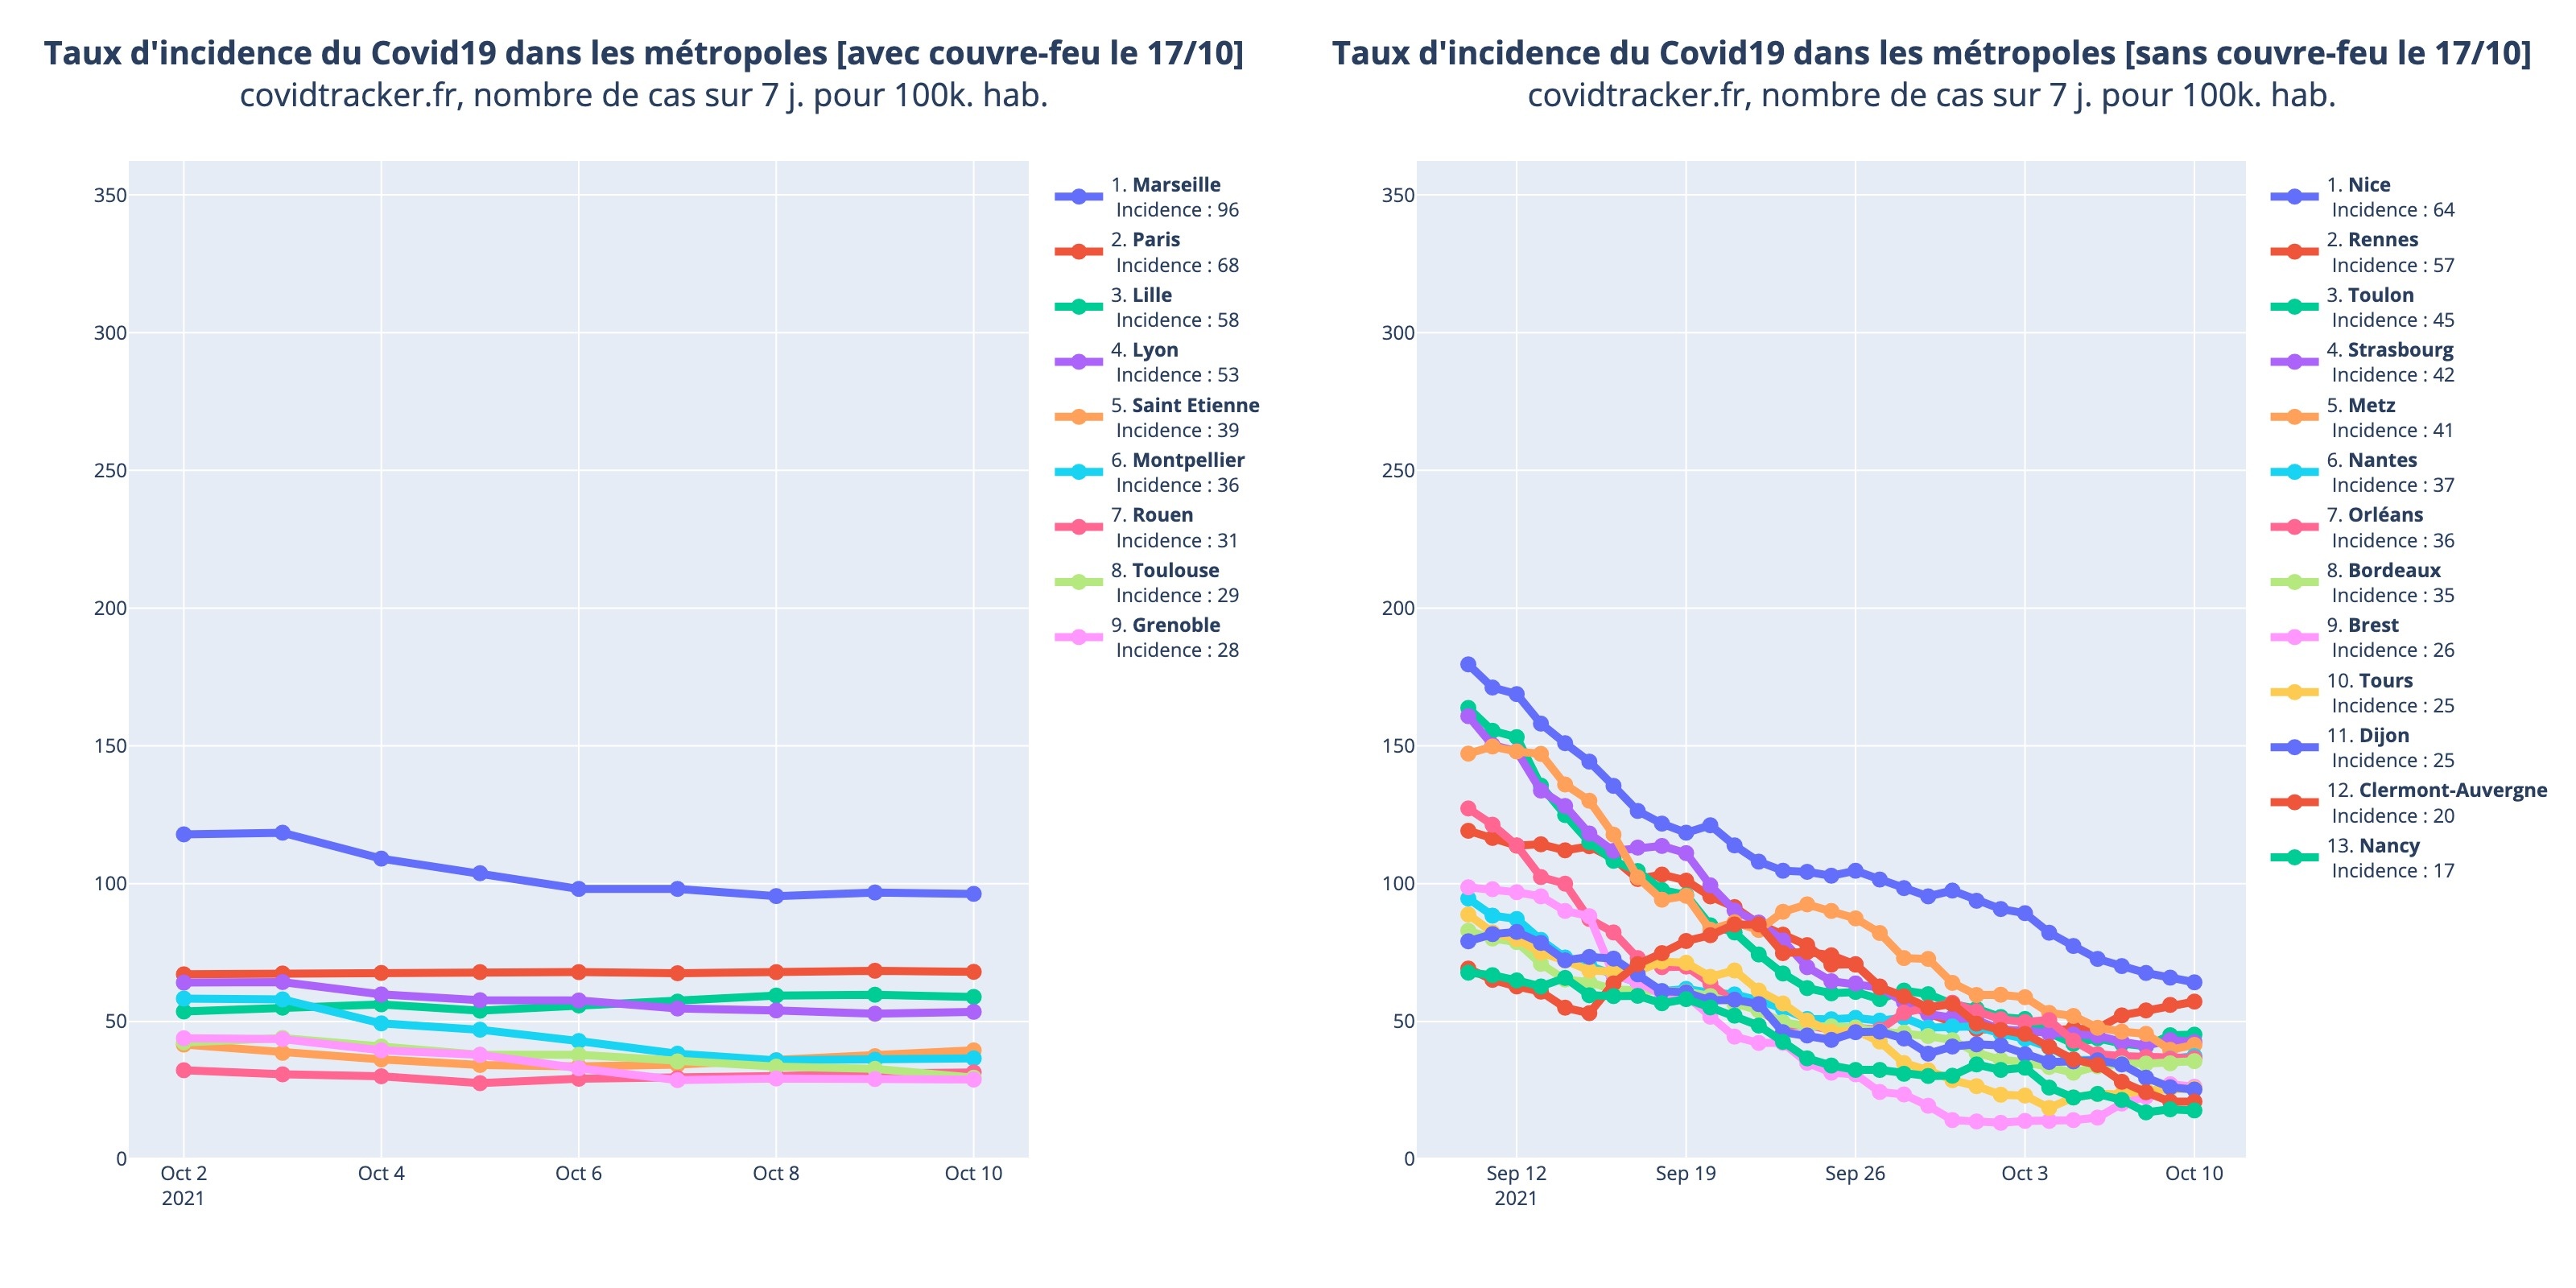 Taux d'incidence du Covid19 dans les métropoles [avec couvre-feu le 17/10]
covidtracker.fr, nombre de cas sur 7 j. pour 100k. hab.
350
300
250
200
150
100
50
0
Oct 2
2021
Oct 4
Oct 6
Oct 8
Oct 10
1. Marseille
Incidence : 96
2. Paris
Incidence : 68
3. Lille
Incidence : 58
4. Lyon
Incidence : 53
5. Saint Etienne
Incidence : 39
6. Montpellier
Incidence : 36
7. Rouen
Incidence : 31
8. Toulouse
Incidence : 29
9. Grenoble
Incidence : 28
Taux d'incidence du Covid19 dans les métropoles [sans couvre-feu le 17/10]
covidtracker.fr, nombre de cas sur 7 j. pour 100k. hab.
350
300
250
200
150
100
50
0
Sep 12
2021
Sep 19
Sep 26
Oct 3
Oct 10
1. Nice
Incidence : 64
2. Rennes
Incidence : 57
3. Toulon
Incidence : 45
4. Strasbourg
Incidence : 42
5. Metz
Incidence : 41
6. Nantes
Incidence : 37
7. Orléans
Incidence : 36
8. Bordeaux
Incidence : 35
9. Brest
Incidence : 26
10. Tours
Incidence : 25
11. Dijon
Incidence : 25
12. Clermont-Auvergne
Incidence : 20
13. Nancy
Incidence : 17